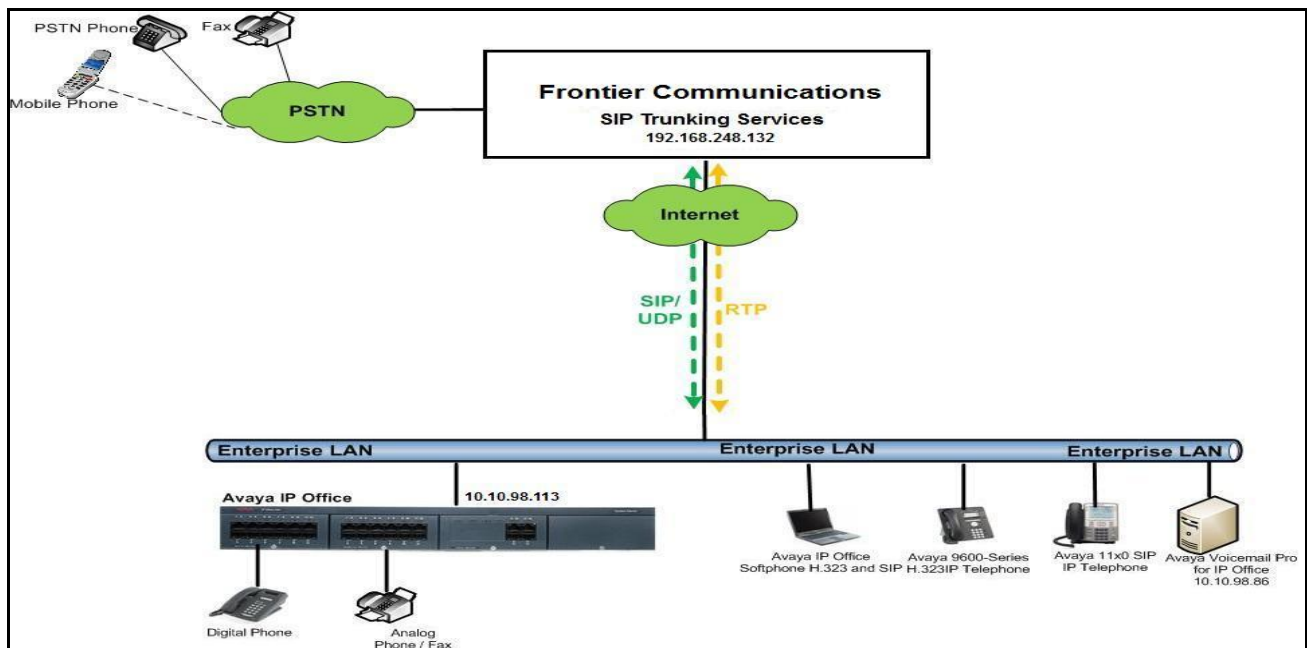 PSTN Phone
Fax
Mobile Phone
PSTN
Frontier Communications
SIP Trunking Services
192.168.248.132
Internet
SIP/
UDP
RTP
Enterprise LAN
Enterprise LAN
Enterprise LAN
Avaya IP Office
10.10.98.113
Avaya IP Office
Softphone H.323 and SIP
Avaya 9600-Series
H.323IP Telephone
Avaya 11x0 SIP
IP Telephone
Avaya Voicemail Pro
for IP Office
10.10.98.86
Digital Phone
Analog
Phone / Fax